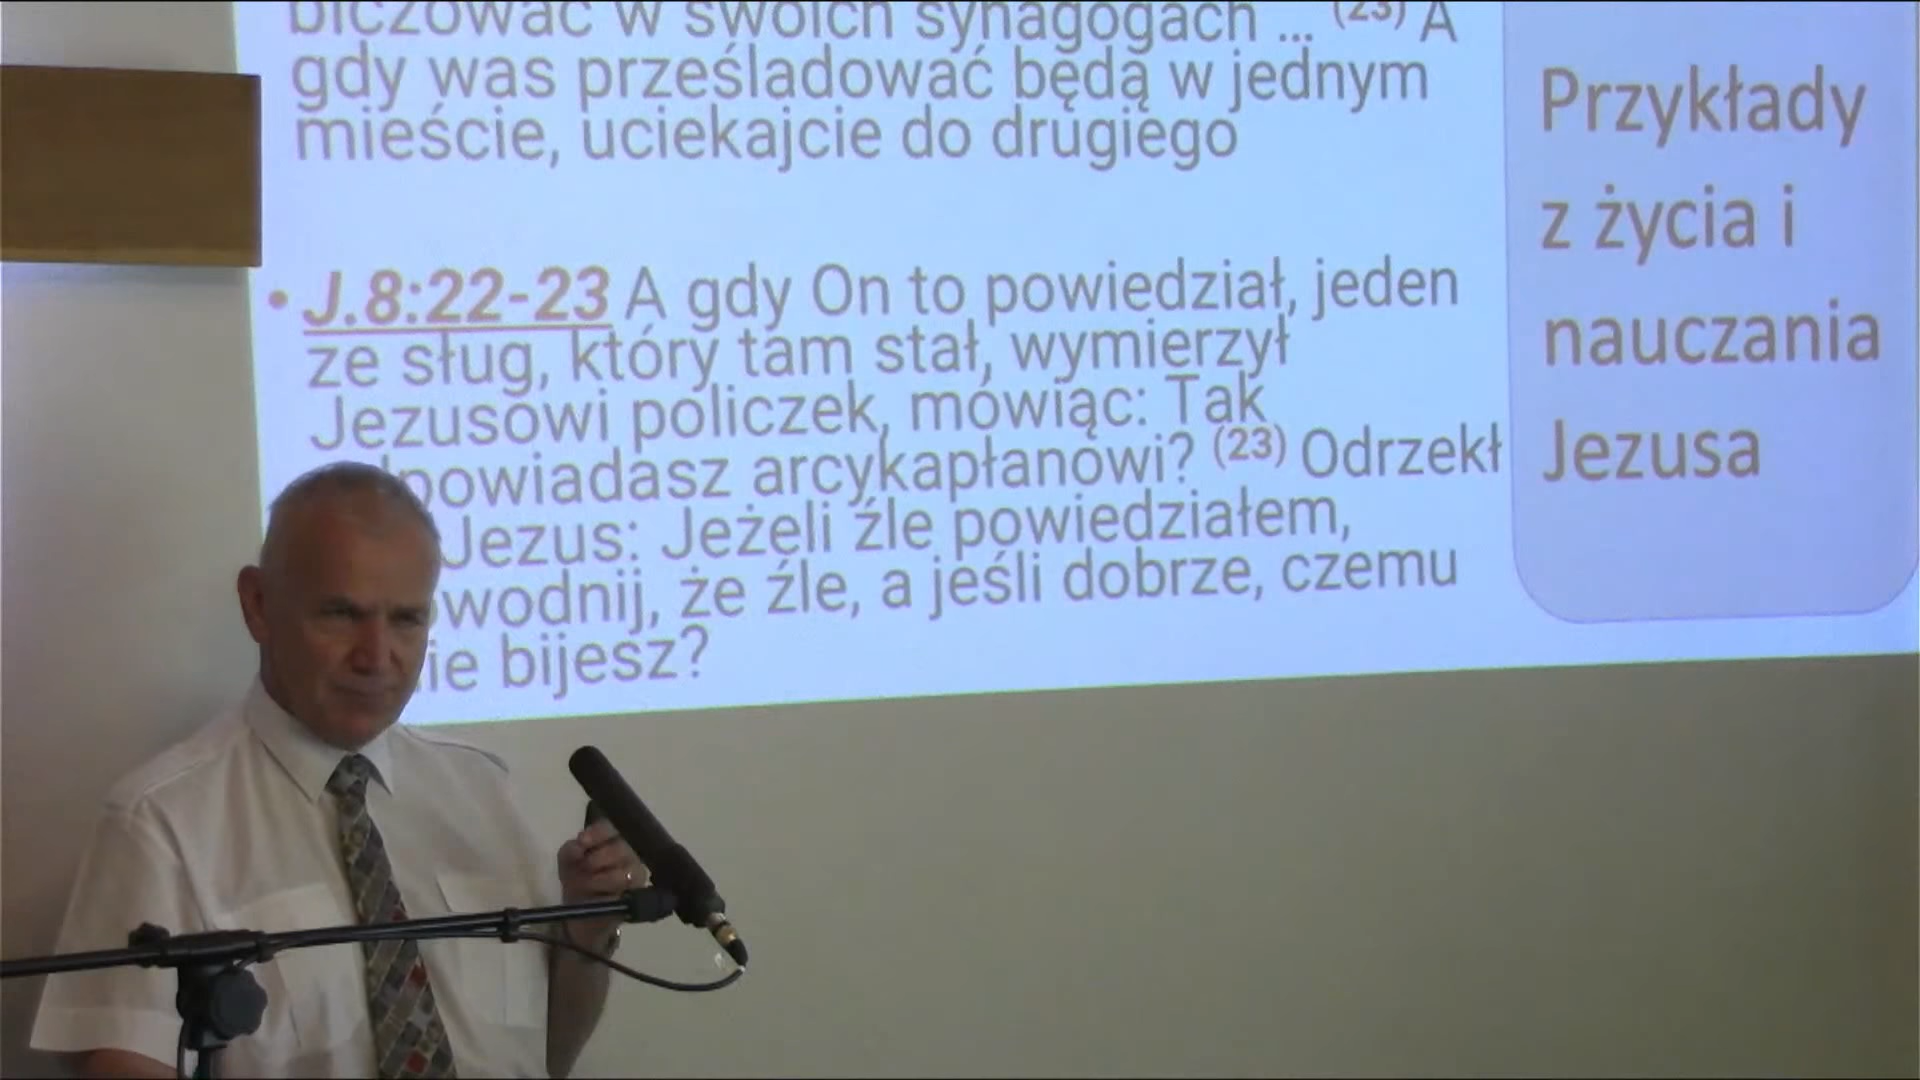 biczować w swoich synagogach ... (23) A
gdy was prześladować będą w jednym
mieście, uciekajcie do drugiego
• J.8:22-23 A gdy On to powiedział, jeden
ze sług, który tam stał, wymierzył
Jezusowi policzek, mówiąc: Tak
powiadasz arcykapłanowi? (23) Odrzekł
Jezus: Jeżeli źle powiedziałem,
wodnij, że źle, a jeśli dobrze, czemu
ie bijesz?
Przykłady
z życia i
nauczania
Jezusa